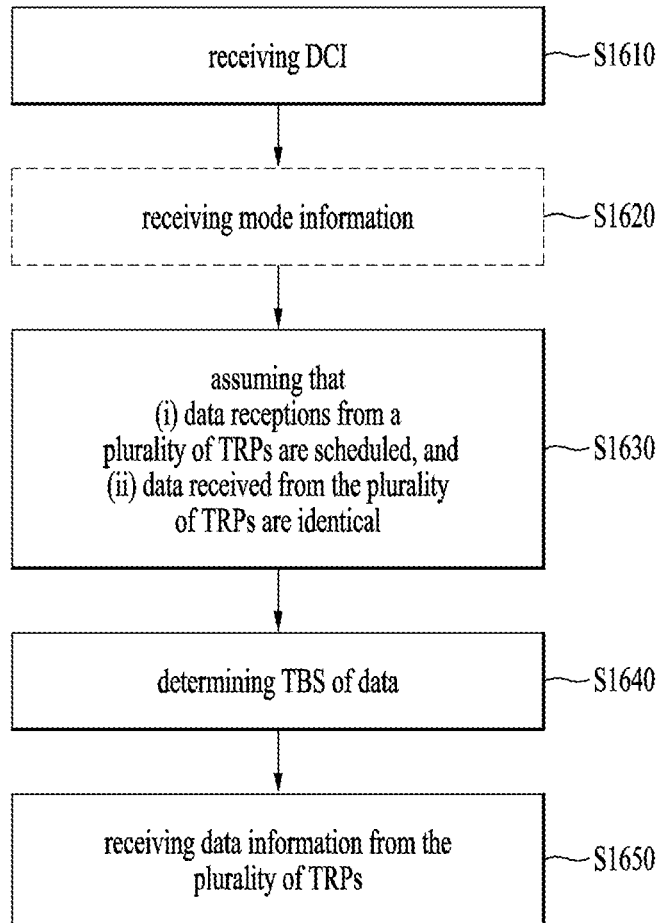 receiving DCI
S1610
receiving mode information
S1620
assuming that
(i) data receptions from a
plurality of TRPs are scheduled, and
(ii) data received from the plurality
of TRPs are identical
S1630
determining TBS of data
S1640
receiving data information from the
plurality of TRPs
S1650